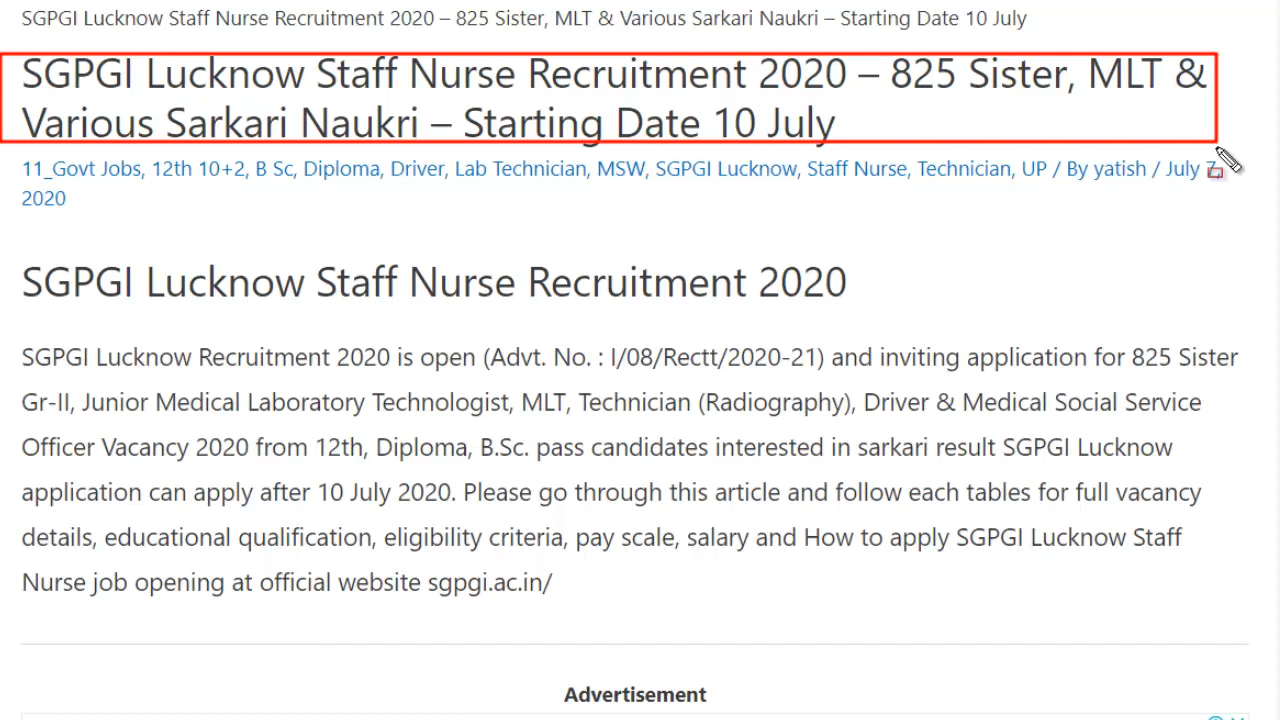 SGPGI Lucknow Staff Nurse Recruitment 2020 – 825 Sister, MLT & Various Sarkari Naukri – Starting Date 10 July
SGPGI Lucknow Staff Nurse Recruitment 2020 – 825 Sister, MLT &
Various Sarkari Naukri – Starting Date 10 July
11_Govt Jobs, 12th 10+2, B Sc, Diploma, Driver, Lab Technician, MSW, SGPGI Lucknow, Staff Nurse, Technician, UP / By yatish / July 7,
2020
SGPGI Lucknow Staff Nurse Recruitment 2020
SGPGI Lucknow Recruitment 2020 is open (Advt. No. : I/08/Rectt/2020-21) and inviting application for 825 Sister
Gr-II, Junior Medical Laboratory Technologist, MLT, Technician (Radiography), Driver & Medical Social Service
Officer Vacancy 2020 from 12th, Diploma, B.Sc. pass candidates interested in sarkari result SGPGI Lucknow
application can apply after 10 July 2020. Please go through this article and follow each tables for full vacancy
details, educational qualification, eligibility criteria, pay scale, salary and How to apply SGPGI Lucknow Staff
Nurse job opening at official website sgpgi.ac.in/
Advertisement